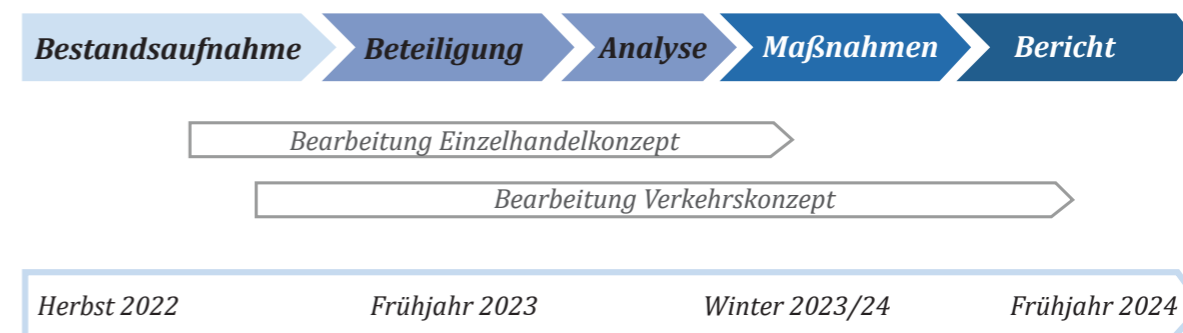 Bestandsaufnahme Beteiligung Analyse Maßnahmen Bericht
Bearbeitung Einzelhandelkonzept
Bearbeitung Verkehrskonzept
Herbst 2022 Frühjahr 2023 Winter 2023/24 Frühjahr 2024